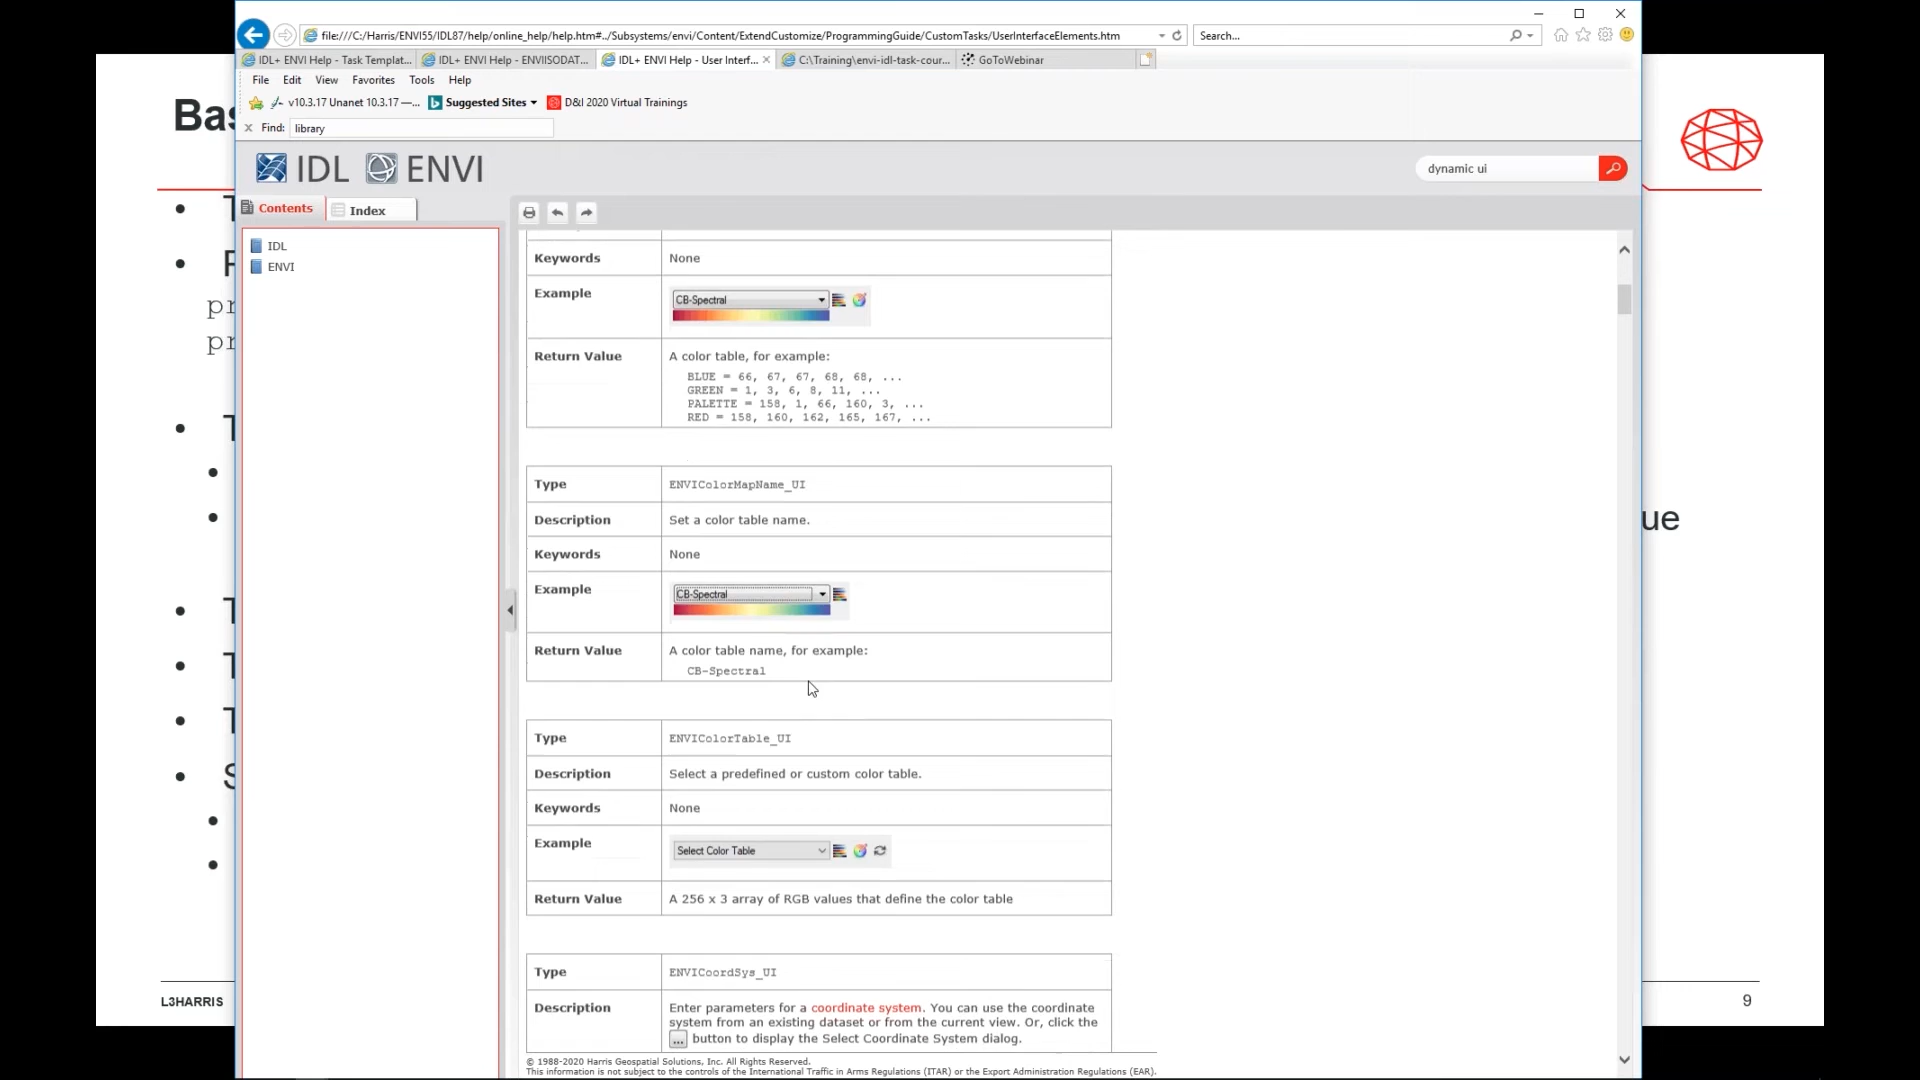 file:///C:/Harris/ENVI55/IDL87/help/online_help/help.htm#../Subsystems/envi/Content/ExtendCustomize/ProgrammingGuide/CustomTasks/UserInterfaceElements.htm
Search...
IDL+ ENVI Help - Task Templat...
IDL+ ENVI Help - ENVIISODAT...
IDL+ ENVI Help - User Interf...
C:\Training\envi-idl-task-cour...
GoToWebinar
File Edit View Favorites Tools Help
v10.3.17 Unanet 10.3.17 —...
Suggested Sites
D&I 2020 Virtual Trainings
Find: library
Bas
IDL ENVI
dynamic ui
Contents
Index
IDL
ENVI
Keywords None
Example CB-Spectral
Return Value A color table, for example:
BLUE = 66, 67, 67, 68, 68, ...
GREEN = 1, 3, 6, 8, 11, ...
PALETTE = 158, 1, 66, 160, 3, ...
RED = 158, 160, 162, 165, 167, ...
Type ENVIColorMapName_UI
Description Set a color table name.
Keywords None
Example CB-Spectral
Return Value A color table name, for example:
CB-Spectral
Type ENVIColorTable_UI
Description Select a predefined or custom color table.
Keywords None
Example Select Color Table
Return Value A 256 x 3 array of RGB values that define the color table
Type ENVICoordSys_UI
Description Enter parameters for a coordinate system. You can use the coordinate
system from an existing dataset or from the current view. Or, click the
... button to display the Select Coordinate System dialog.
© 1988-2020 Harris Geospatial Solutions, Inc. All Rights Reserved.
This information is not subject to the controls of the International Traffic in Arms Regulations (ITAR) or the Export Administration Regulations (EAR).
pr
pr
ue
L3HARRIS
9